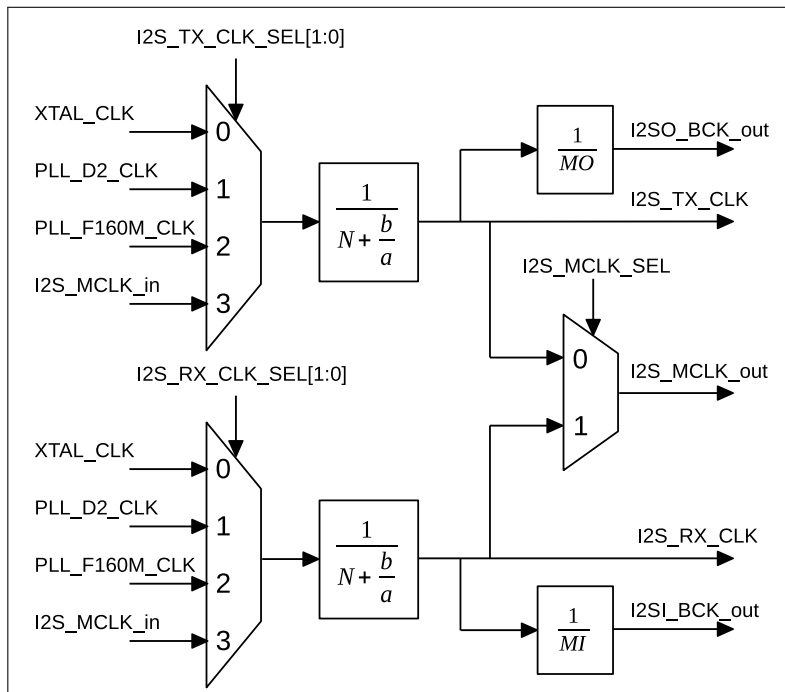 I2S_TX_CLK_SEL[1:0]
XTAL_CLK
0
PLL_D2_CLK
1
PLL_F160M_CLK
2
I2S_MCLK_in
3
1
N+ b
a
1
MO
I2SO_BCK_out
I2S_TX_CLK
I2S_MCLK_SEL
0
1
I2S_MCLK_out
I2S_RX_CLK_SEL[1:0]
XTAL_CLK
0
PLL_D2_CLK
1
PLL_F160M_CLK
2
I2S_MCLK_in
3
1
N+ b
a
I2S_RX_CLK
1
MI
I2SI_BCK_out